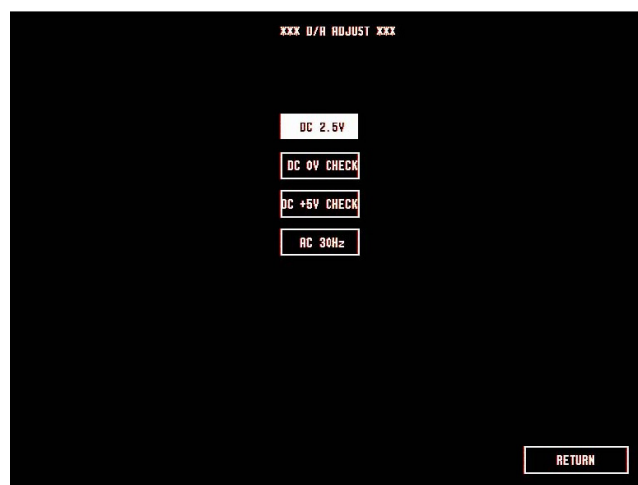 *** D/A ADJUST ***
DC 2.5V
DC 0V CHECK
DC +5V CHECK
AC 30Hz
RETURN